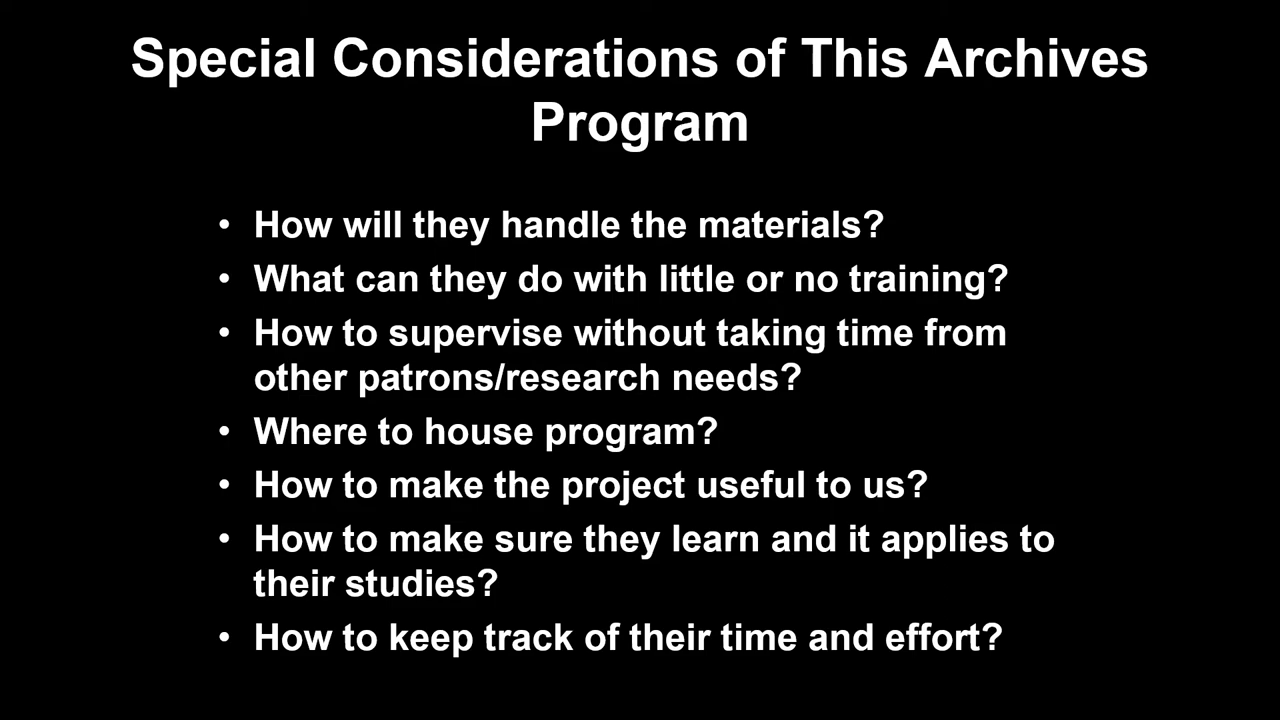 Special Considerations of This Archives
Program
• How will they handle the materials?
• What can they do with little or no training?
• How to supervise without taking time from
other patrons/research needs?
• Where to house program?
• How to make the project useful to us?
• How to make sure they learn and it applies to
their studies?
• How to keep track of their time and effort?